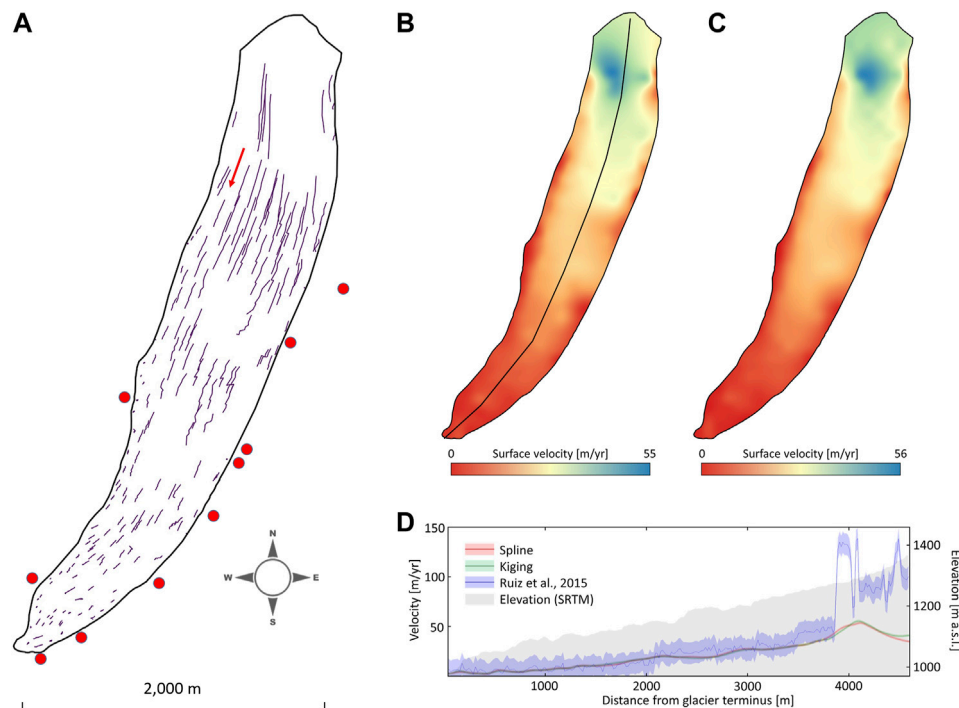 A
B
C
N
W
E
S
2,000 m
0
Surface velocity [m/yr]
55
0
Surface velocity [m/yr]
56
D
150
100
50
Velocity [m/yr]
Spline
Kiging
Ruiz et al., 2015
Elevation (SRTM)
1400
1200
1000
Elevation [m a.s.l.]
1000
2000
3000
4000
Distance from glacier terminus [m]